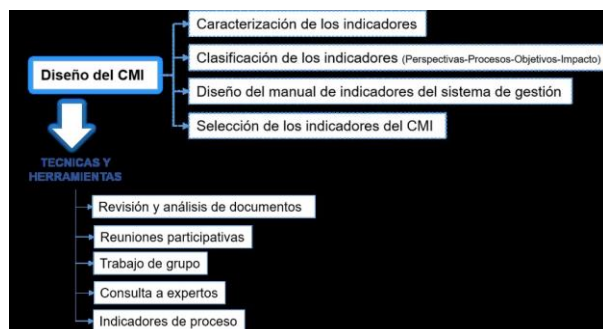 Caracterización de los indicadores
Clasificación de los indicadores (Perspectivas-Procesos-Objetivos-Impacto)
Diseño del CMI
Diseño del manual de indicadores del sistema de gestión
Selección de los indicadores del CMI
TECNICAS Y
HERRAMIENTAS
Revisión y análisis de documentos
Reuniones participativas
Trabajo de grupo
Consulta a expertos
Indicadores de proceso